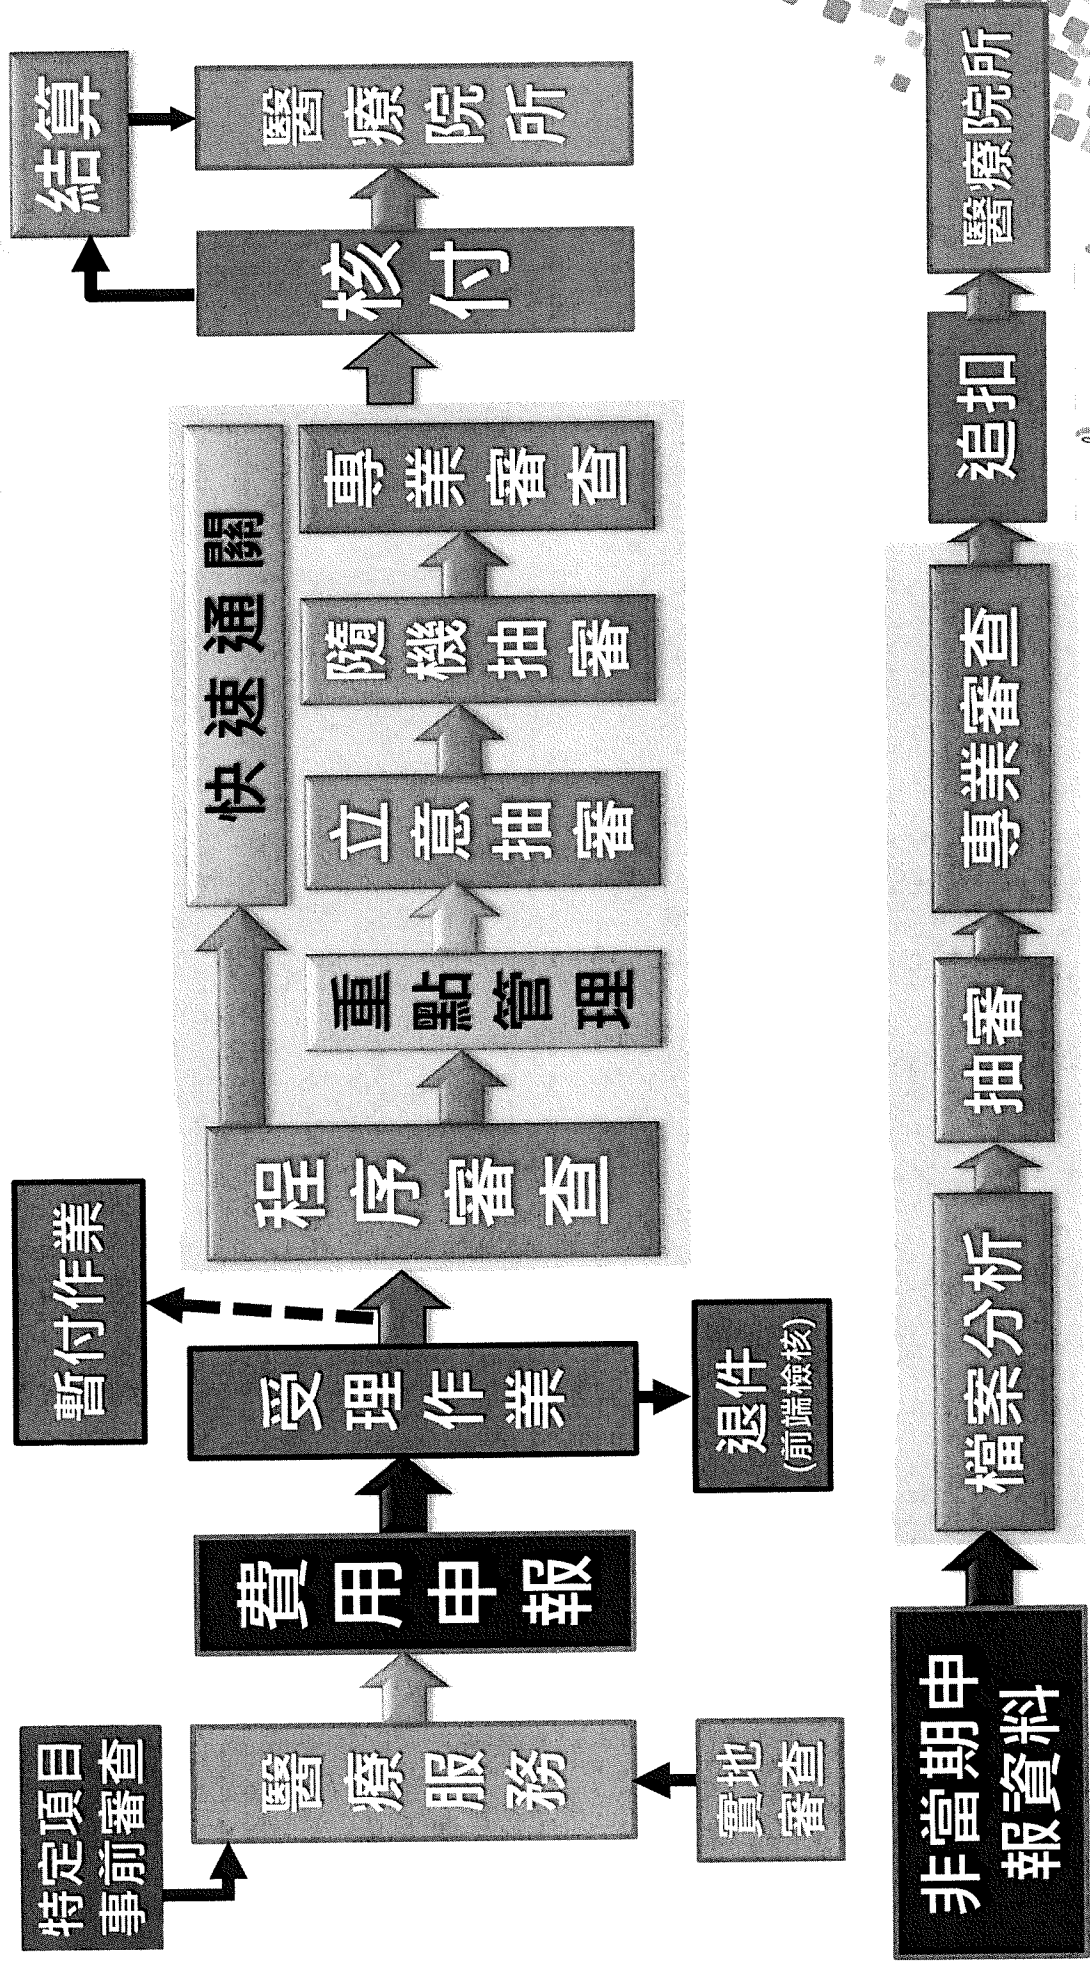 特定項目
事前審查
醫療服務
實地
審查
費用申報
受理作業
暫付作業
退件
(前端檢核)
程序審查
快速通關
重點管理
立意抽審
隨機抽審
專業審查
核付
結算
醫療院所
非當期申
報資料
檔案分析
抽審
專業審查
追扣
醫療院所